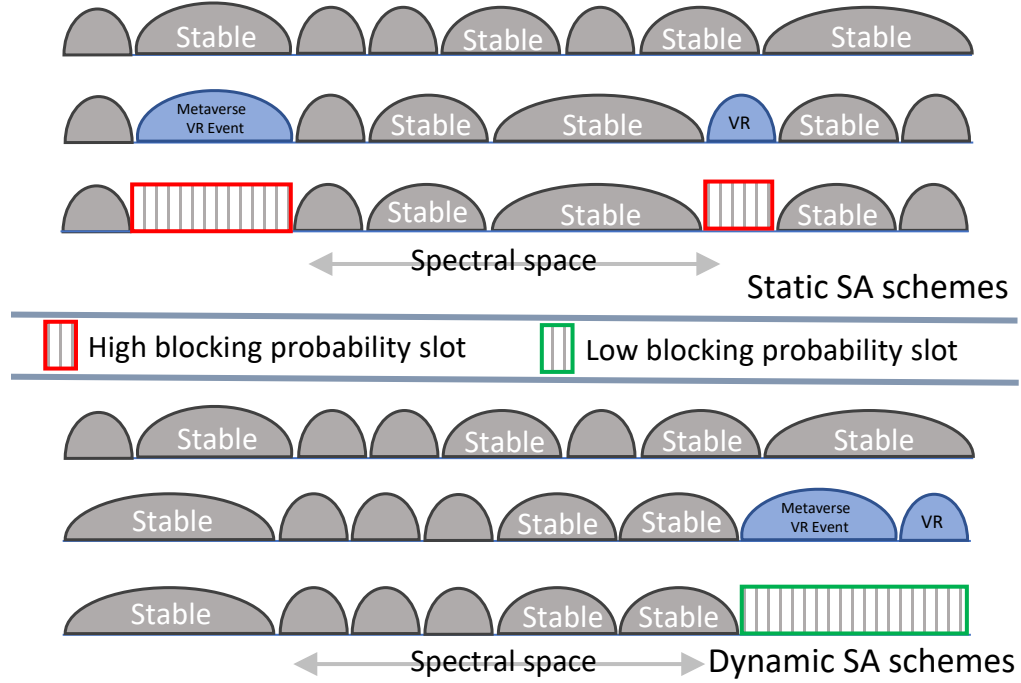 Stable Stable Stable Stable
Metaverse
VR Event
Stable Stable VR Stable
Stable Stable Stable
Spectral space
Static SA schemes
High blocking probability slot Low blocking probability slot
Stable Stable Stable Stable
Stable Stable Stable
Metaverse
VR Event
VR
Stable Stable Stable
Spectral space
Dynamic SA schemes